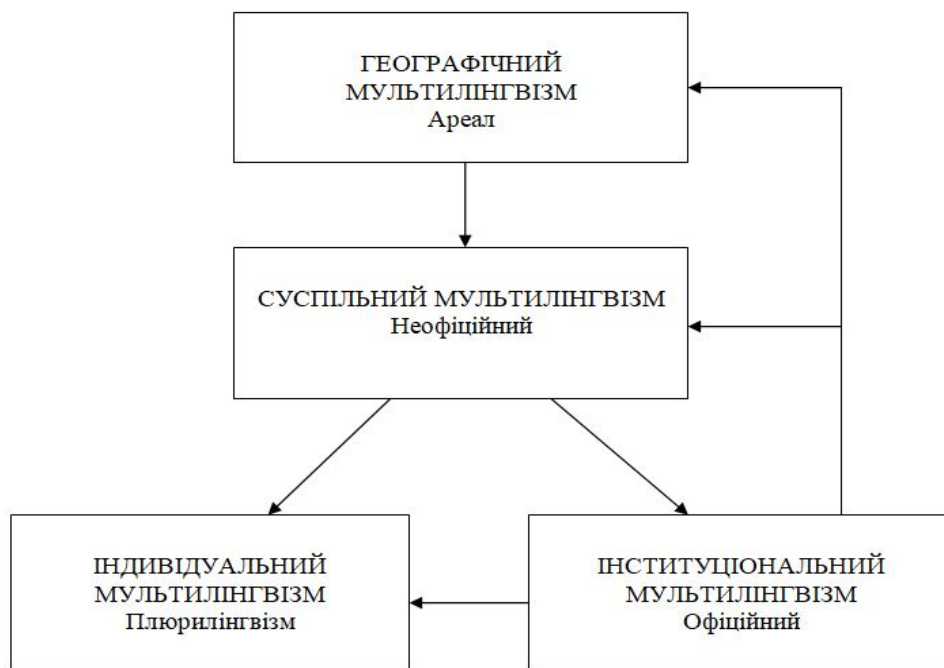 ГЕОГРАФІЧНИЙ
МУЛЬТИЛІНГВІЗМ
Ареал
СУСПІЛЬНИЙ МУЛЬТИЛІНГВІЗМ
Неофіційний
ІНДИВІДУАЛЬНИЙ
МУЛЬТИЛІНГВІЗМ
Плюрилінгвізм
ІНСТИТУЦІОНАЛЬНИЙ
МУЛЬТИЛІНГВІЗМ
Офіційний